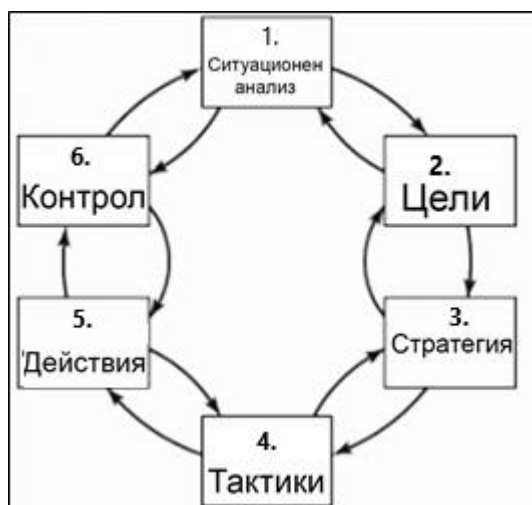 1.
Ситуационен
анализ
2.
Цели
3.
Стратегия
4.
Тактики
5.
Действия
6.
Контрол